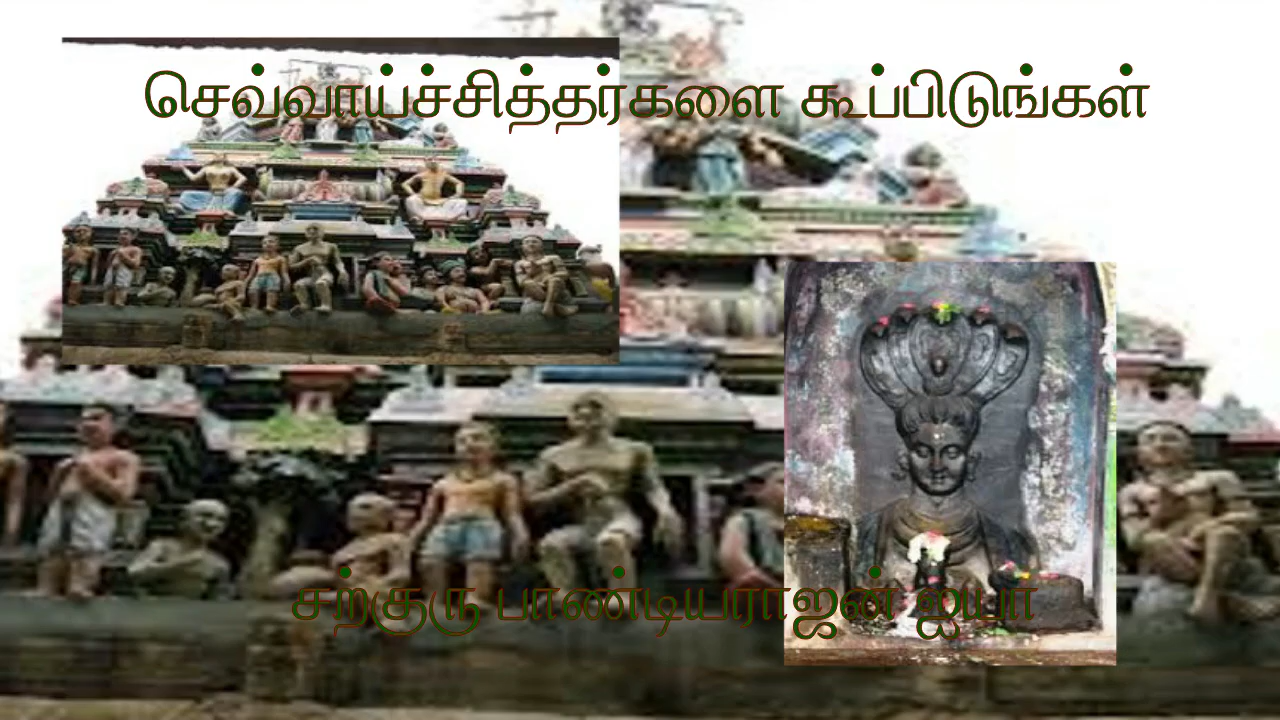 செவ்வாய்ச்சித்தர்களை கூப்பிடுங்கள்
சற்குரு பாண்டியராஜன் ஐயா